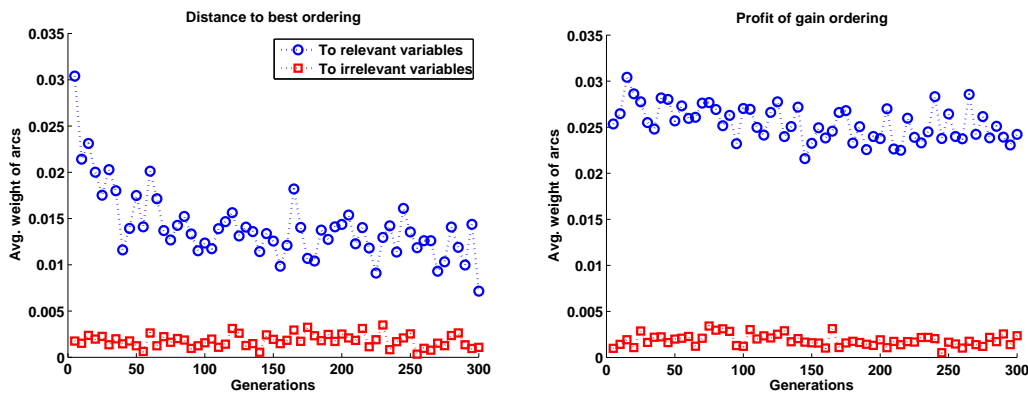 Distance to best ordering
0.035
0.03
0.025
0.02
0.015
0.01
0.005
0
Avg. weight of arcs
To relevant variables
To irrelevant variables
0 50 100 150 200 250 300
Generations
Profit of gain ordering
0.035
0.03
0.025
0.02
0.015
0.01
0.005
0
Avg. weight of arcs
0 50 100 150 200 250 300
Generations